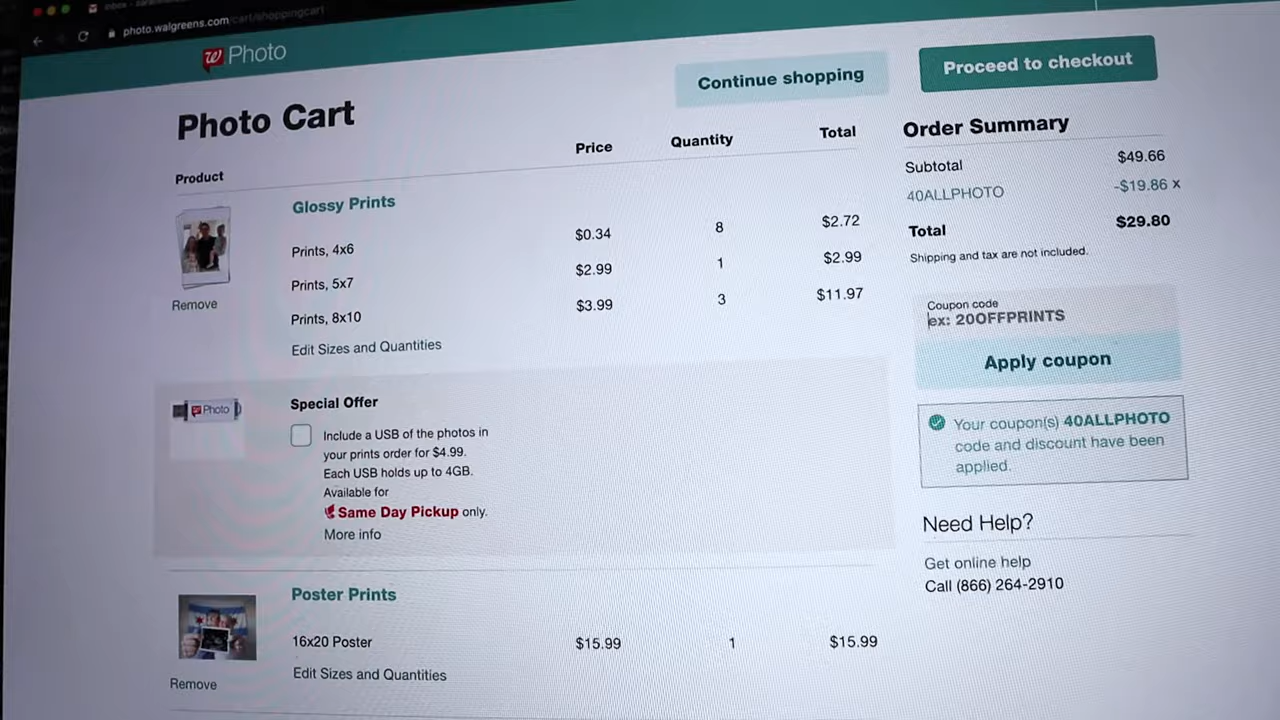 Inbox
photo.walgreens.com/cart/shoppingcart
w Photo
Continue shopping
Proceed to checkout
Photo Cart
Product
Price
Quantity
Total
Glossy Prints
Prints, 4x6
$0.34
8
$2.72
Prints, 5x7
$2.99
1
$2.99
Prints, 8x10
$3.99
3
$11.97
Remove
Edit Sizes and Quantities
Photo
Special Offer
Include a USB of the photos in
your prints order for $4.99.
Each USB holds up to 4GB.
Available for
Same Day Pickup only.
More info
Poster Prints
16x20 Poster
$15.99
1
$15.99
Edit Sizes and Quantities
Remove
Order Summary
Subtotal
$49.66
40ALLPHOTO
-$19.86 x
Total
$29.80
Shipping and tax are not included.
Coupon code
ex: 20OFFPRINTS
Apply coupon
Your coupon(s) 40ALLPHOTO
code and discount have been
applied.
Need Help?
Get online help
Call (866) 264-2910